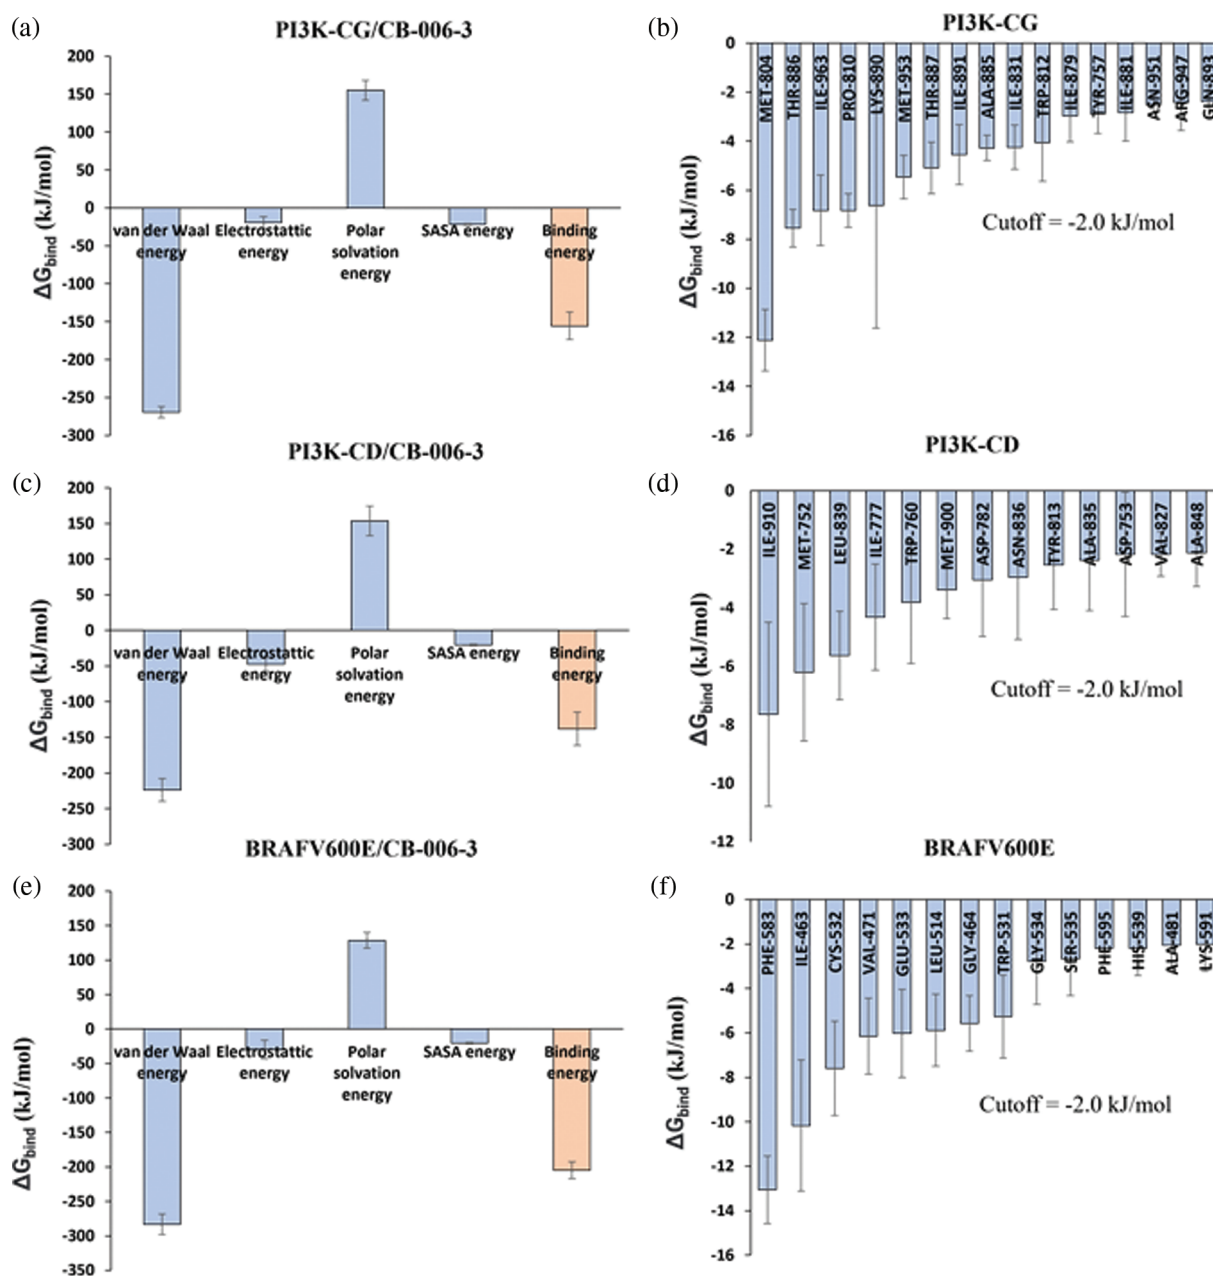 (a)
PI3K-CG/CB-006-3
200
150
100
50
0
-50
-100
-150
-200
-250
-300
ΔGbind (kJ/mol)
van der Waal Electrostattic Polar SASA energy Binding
energy energy solvation energy
energy
(b)
PI3K-CG
0
-2
-4
-6
-8
-10
-12
-14
-16
ΔGbind (kJ/mol)
MET-804
THR-886
ILE-963
PRO-810
LYS-890
MET-953
THR-887
ILE-891
ALA-885
ILE-831
TRP-812
ILE-879
TYR-757
ILE-881
ASN-951
ARG-947
GLN-893
Cutoff = -2.0 kJ/mol
(c)
PI3K-CD/CB-006-3
200
150
100
50
0
-50
-100
-150
-200
-250
-300
ΔGbind (kJ/mol)
van der Waal Electrostattic Polar SASA energy Binding
energy energy solvation energy
energy
(d)
PI3K-CD
0
-2
-4
-6
-8
-10
-12
ΔGbind (kJ/mol)
ILE-910
MET-752
LEU-839
ILE-777
TRP-760
MET-900
ASP-782
ASN-836
TYR-813
ALA-835
ASP-753
VAL-827
ALA-848
Cutoff = -2.0 kJ/mol
(e)
BRAFV600E/CB-006-3
200
150
100
50
0
-50
-100
-150
-200
-250
-300
-350
ΔGbind (kJ/mol)
van der Waal Electrostattic Polar SASA energy Binding
energy energy solvation energy
energy
(f)
BRAFV600E
0
-2
-4
-6
-8
-10
-12
-14
-16
ΔGbind (kJ/mol)
PHE-583
ILE-463
CYS-532
VAL-471
GLU-533
LEU-514
GLY-464
TRP-531
GLY-534
SER-535
PHE-595
HIS-539
ALA-481
LYS-591
Cutoff = -2.0 kJ/mol